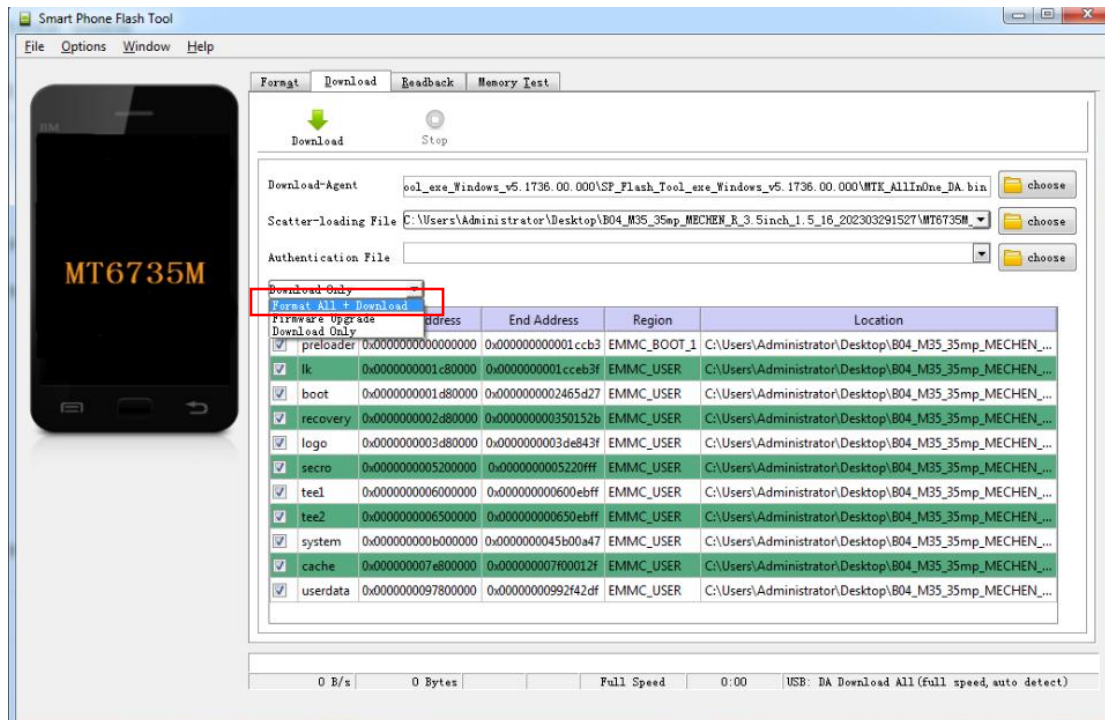 Smart Phone Flash Tool
File Options Window Help
Format Download Readback Memory Test
BM
Download Stop
Download-Agent ool_exe_Windows_v5.1736.00.000\SP_Flash_Tool_exe_Windows_v5.1736.00.000\MTK_AllInOne_DA.bin choose
Scatter-loading File C:\Users\Administrator\Desktop\B04_M35_35mp_MECHEN_R_3.5inch_1.5_16_202303291527\MT6735M_ choose
Authentication File choose
MT6735M
Download Only
Format All + Download
Firmware Upgrade
Download Only
ddress End Address Region Location
preloader 0x0000000000000000 0x000000000001ccb3 EMMC_BOOT_1 C:\Users\Administrator\Desktop\B04_M35_35mp_MECHEN_...
lk 0x0000000001c80000 0x0000000001cceb3f EMMC_USER C:\Users\Administrator\Desktop\B04_M35_35mp_MECHEN_...
boot 0x0000000001d80000 0x0000000002465d27 EMMC_USER C:\Users\Administrator\Desktop\B04_M35_35mp_MECHEN_...
recovery 0x0000000002d80000 0x000000000350152b EMMC_USER C:\Users\Administrator\Desktop\B04_M35_35mp_MECHEN_...
logo 0x0000000003d80000 0x0000000003de843f EMMC_USER C:\Users\Administrator\Desktop\B04_M35_35mp_MECHEN_...
secro 0x0000000005200000 0x0000000005220fff EMMC_USER C:\Users\Administrator\Desktop\B04_M35_35mp_MECHEN_...
tee1 0x0000000006000000 0x000000000600ebff EMMC_USER C:\Users\Administrator\Desktop\B04_M35_35mp_MECHEN_...
tee2 0x0000000006500000 0x000000000650ebff EMMC_USER C:\Users\Administrator\Desktop\B04_M35_35mp_MECHEN_...
system 0x000000000b000000 0x0000000045b00a47 EMMC_USER C:\Users\Administrator\Desktop\B04_M35_35mp_MECHEN_...
cache 0x000000007e800000 0x000000007f00012f EMMC_USER C:\Users\Administrator\Desktop\B04_M35_35mp_MECHEN_...
userdata 0x0000000097800000 0x00000000992f42df EMMC_USER C:\Users\Administrator\Desktop\B04_M35_35mp_MECHEN_...
0 B/s 0 Bytes Full Speed 0:00 USB: DA Download All(full speed,auto detect)